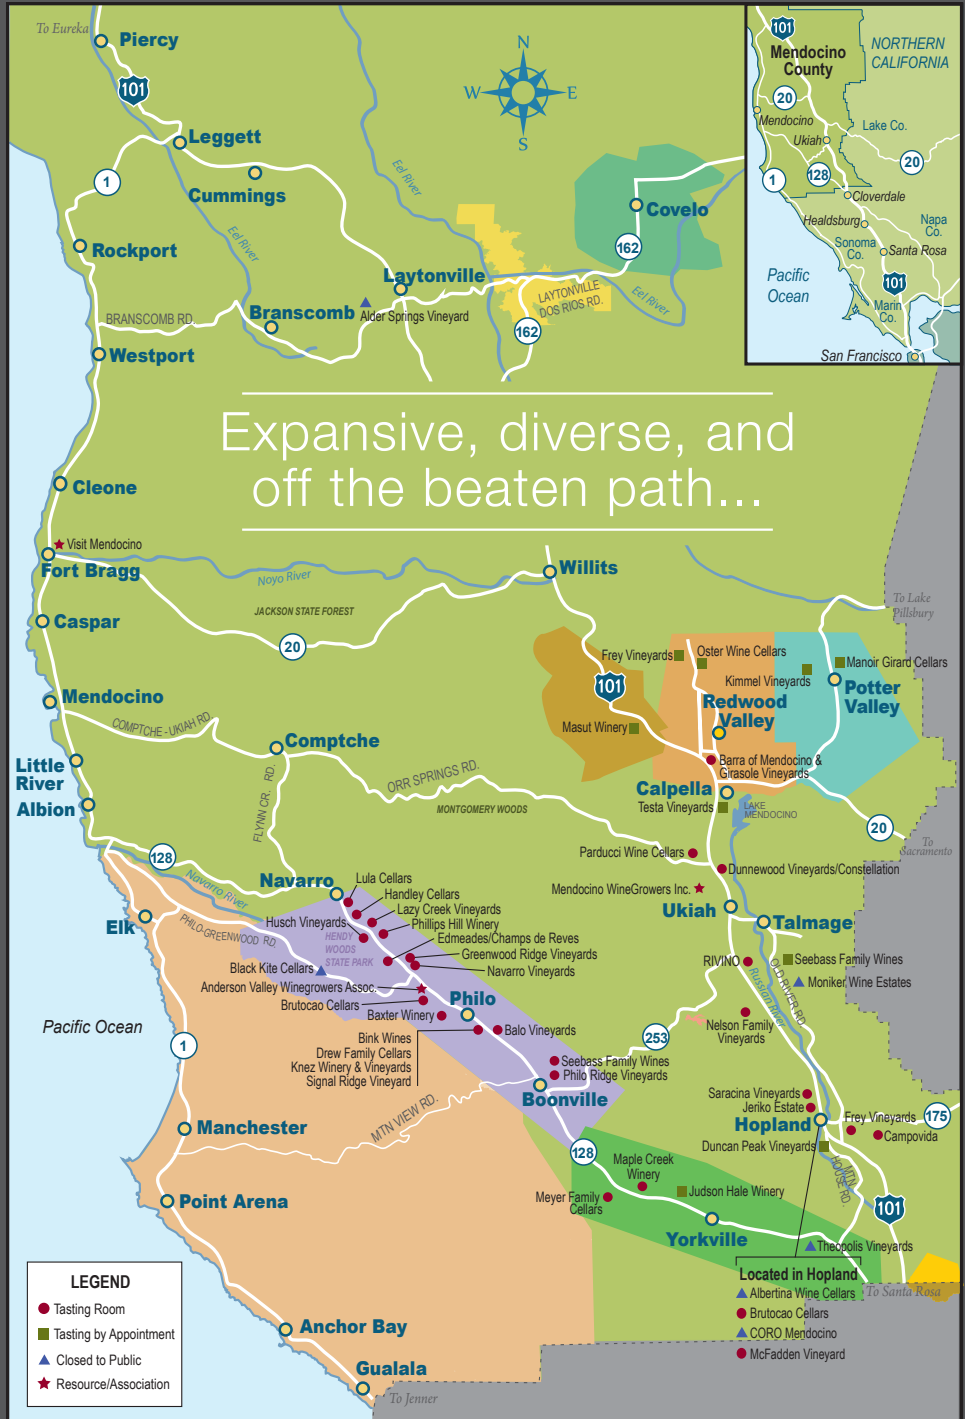 To Eureka
Piercy
101
Leggett
1
Cummings
Eel River
Eel River
Rockport
Covelo
162
Laytonville
LAYTONVILLE
DOS RIOS RD.
Eel River
BRANSCOMB RD.
Branscomb
Alder Springs Vineyard
162
Westport
N
W
E
S
101
Mendocino
County
NORTHERN
CALIFORNIA
20
Mendocino
Ukiah
Lake Co.
20
1
128
Cloverdale
Healdsburg
Napa
Co.
Sonoma
Co.
Santa Rosa
Pacific
Ocean
101
Marin
Co.
San Francisco
Expansive, diverse, and
off the beaten path...
Cleone
Visit Mendocino
Fort Bragg
Noyo River
Willits
JACKSON STATE FOREST
To Lake
Pillsbury
Caspar
20
Frey Vineyards
Oster Wine Cellars
Manoir Girard Cellars
Kimmel Vineyards
101
Redwood
Valley
Potter
Valley
Mendocino
COMPTCHE - UKIAH RD.
Masut Winery
Comptche
Little
River
Albion
Barra of Mendocino &
Girasole Vineyards
ORR SPRINGS RD.
Calpella
FLYNN CR. RD.
MONTGOMERY WOODS
Testa Vineyards
LAKE
MENDOCINO
20
To
Sacramento
128
Parducci Wine Cellars
Dunnewood Vineyards/Constellation
Navarro River
Navarro
Lula Cellars
Handley Cellars
Lazy Creek Vineyards
Phillips Hill Winery
Mendocino WineGrowers Inc.
Ukiah
Talmage
Elk
PHILO-GREENWOOD RD.
Husch Vineyards
HENDY
WOODS
STATE PARK
Edmeades/Champs de Reves
Greenwood Ridge Vineyards
Navarro Vineyards
RIVINO
Seebass Family Wines
Moniker Wine Estates
Russian River
OLD RIVER RD.
Black Kite Cellars
Anderson Valley Winegrowers Assoc.
Brutocao Cellars
Philo
Baxter Winery
Pacific Ocean
1
Bink Wines
Drew Family Cellars
Knez Winery & Vineyards
Signal Ridge Vineyard
Balo Vineyards
253
Nelson Family
Vineyards
Seebass Family Wines
Philo Ridge Vineyards
Boonville
Saracina Vineyards
Jeriko Estate
Hopland
Frey Vineyards
175
Campovida
MTN VIEW RD.
Manchester
128
Duncan Peak Vineyards
MTN.
HOUSE RD.
Maple Creek
Winery
Judson Hale Winery
Meyer Family
Cellars
101
Point Arena
Yorkville
Theopolis Vineyards
Located in Hopland
Albertina Wine Cellars
Brutocao Cellars
CORO Mendocino
McFadden Vineyard
To Santa Rosa
LEGEND
Tasting Room
Tasting by Appointment
Closed to Public
Resource/Association
Anchor Bay
Gualala
To Jenner